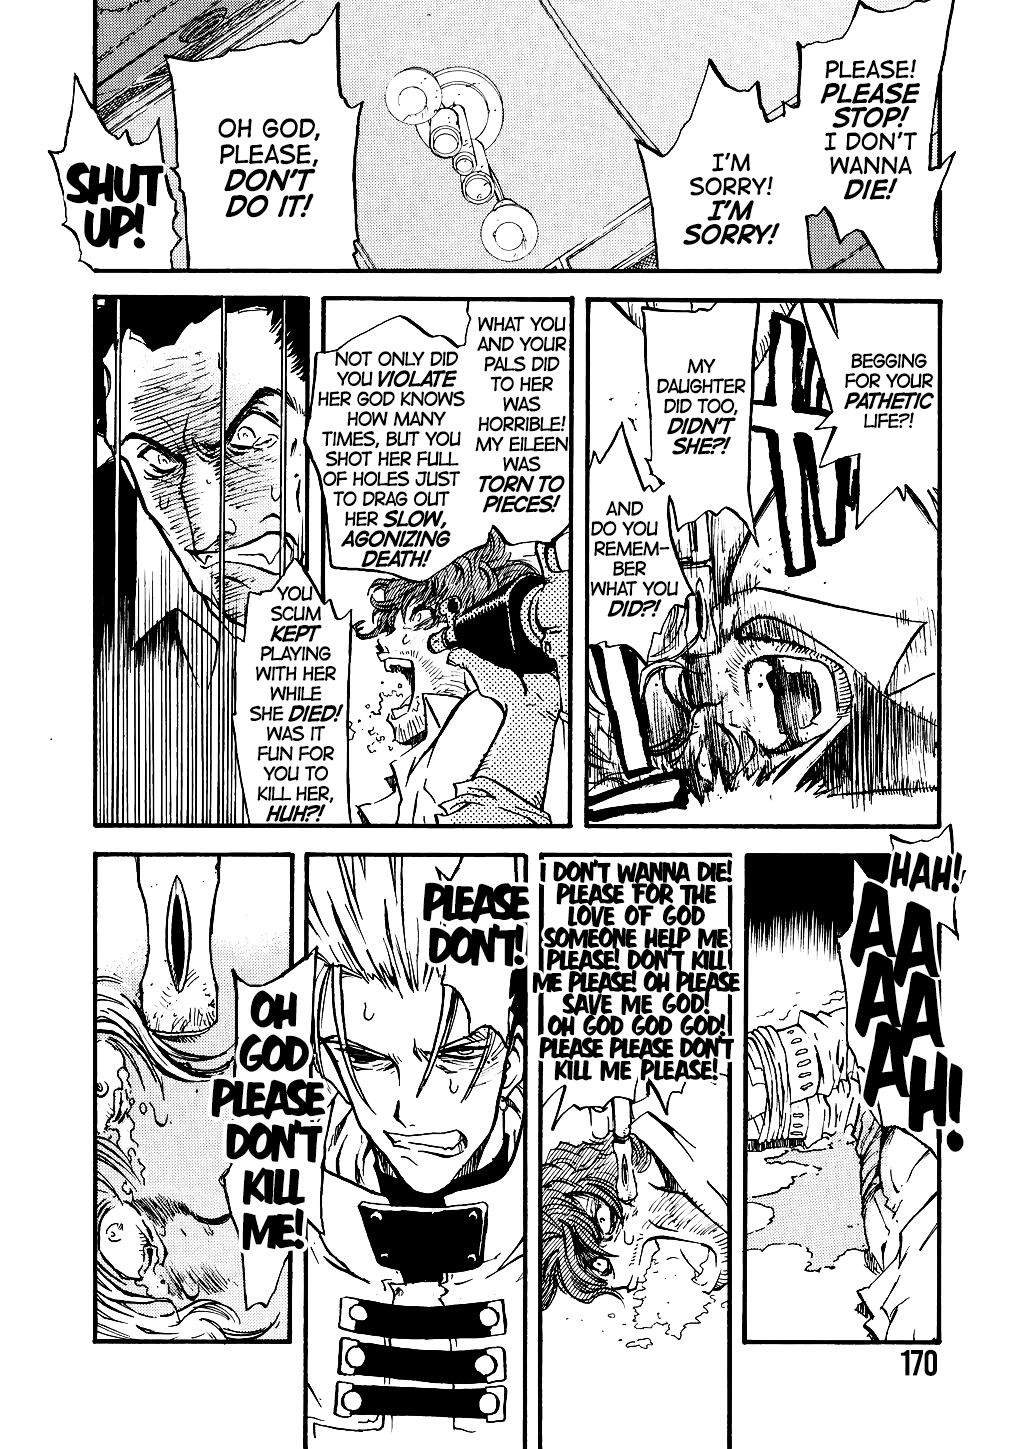 PLEASE!
PLEASE
STOP!
I DON'T
WANNA
DIE!
I'M
SORRY!
I'M
SORRY!
OH GOD,
PLEASE,
DON'T
DO IT!
SHUT
UP!
BEGGING
FOR YOUR
PATHETIC
LIFE?!
MY
DAUGHTER
DID TOO,
DIDN'T
SHE?!
AND
DO YOU
REMEM-
BER
WHAT YOU
DID?!
WHAT YOU
AND YOUR
PALS DID
TO HER
WAS
HORRIBLE!
MY EILEEN
WAS
TORN TO
PIECES!
NOT ONLY DID
YOU VIOLATE
HER GOD KNOWS
HOW MANY
TIMES, BUT YOU
SHOT HER FULL
OF HOLES JUST
TO DRAG OUT
HER SLOW,
AGONIZING
DEATH!
YOU
SCUM
KEPT
PLAYING
WITH HER
WHILE
SHE DIED!
WAS IT
FUN FOR
YOU TO
KILL HER,
HUH?!
HAH!
AAAAAAH!
I DON'T WANNA DIE!
PLEASE FOR THE
LOVE OF GOD
SOMEONE HELP ME
PLEASE! DON'T KILL
ME PLEASE! OH PLEASE
SAVE ME GOD!
OH GOD GOD GOD!
PLEASE PLEASE DON'T
KILL ME PLEASE!
PLEASE
DON'T!
OH
GOD
PLEASE
DON'T
KILL
ME!
170